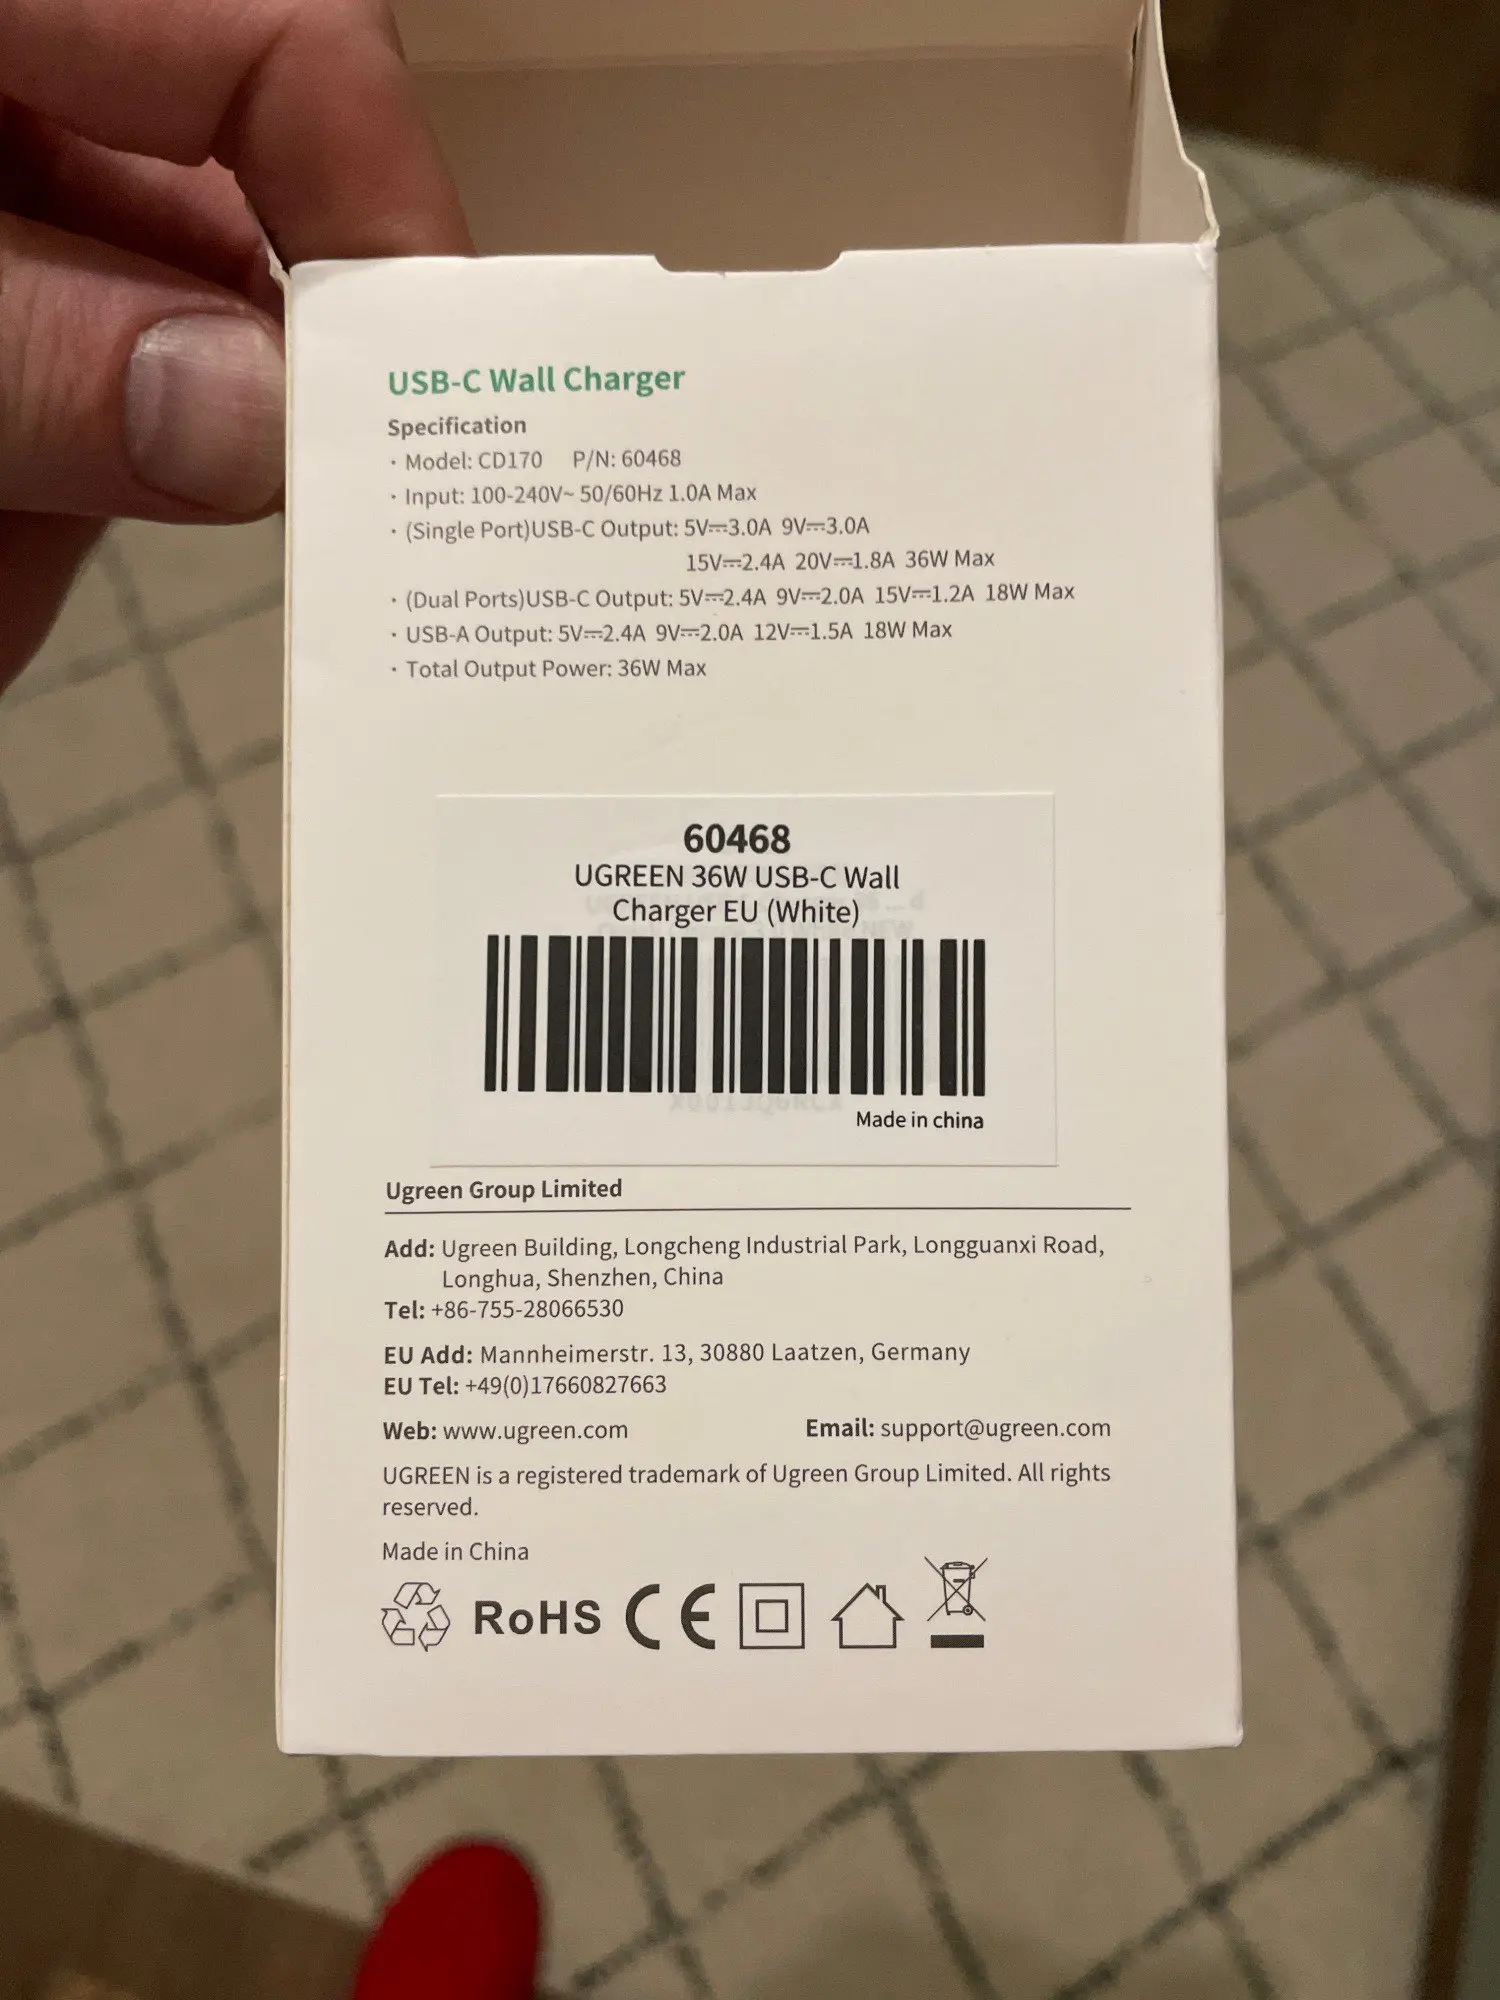 USB-C Wall Charger
Specification
· Model: CD170 P/N: 60468
· Input: 100-240V~ 50/60Hz 1.0A Max
· (Single Port)USB-C Output: 5V⎓3.0A 9V⎓3.0A
15V⎓2.4A 20V⎓1.8A 36W Max
· (Dual Ports)USB-C Output: 5V⎓2.4A 9V⎓2.0A 15V⎓1.2A 18W Max
· USB-A Output: 5V⎓2.4A 9V⎓2.0A 12V⎓1.5A 18W Max
· Total Output Power: 36W Max
60468
UGREEN 36W USB-C Wall
Charger EU (White)
Made in china
Ugreen Group Limited
Add: Ugreen Building, Longcheng Industrial Park, Longguanxi Road,
Longhua, Shenzhen, China
Tel: +86-755-28066530
EU Add: Mannheimerstr. 13, 30880 Laatzen, Germany
EU Tel: +49(0)17660827663
Web: www.ugreen.com Email: support@ugreen.com
UGREEN is a registered trademark of Ugreen Group Limited. All rights
reserved.
Made in China
RoHS CE